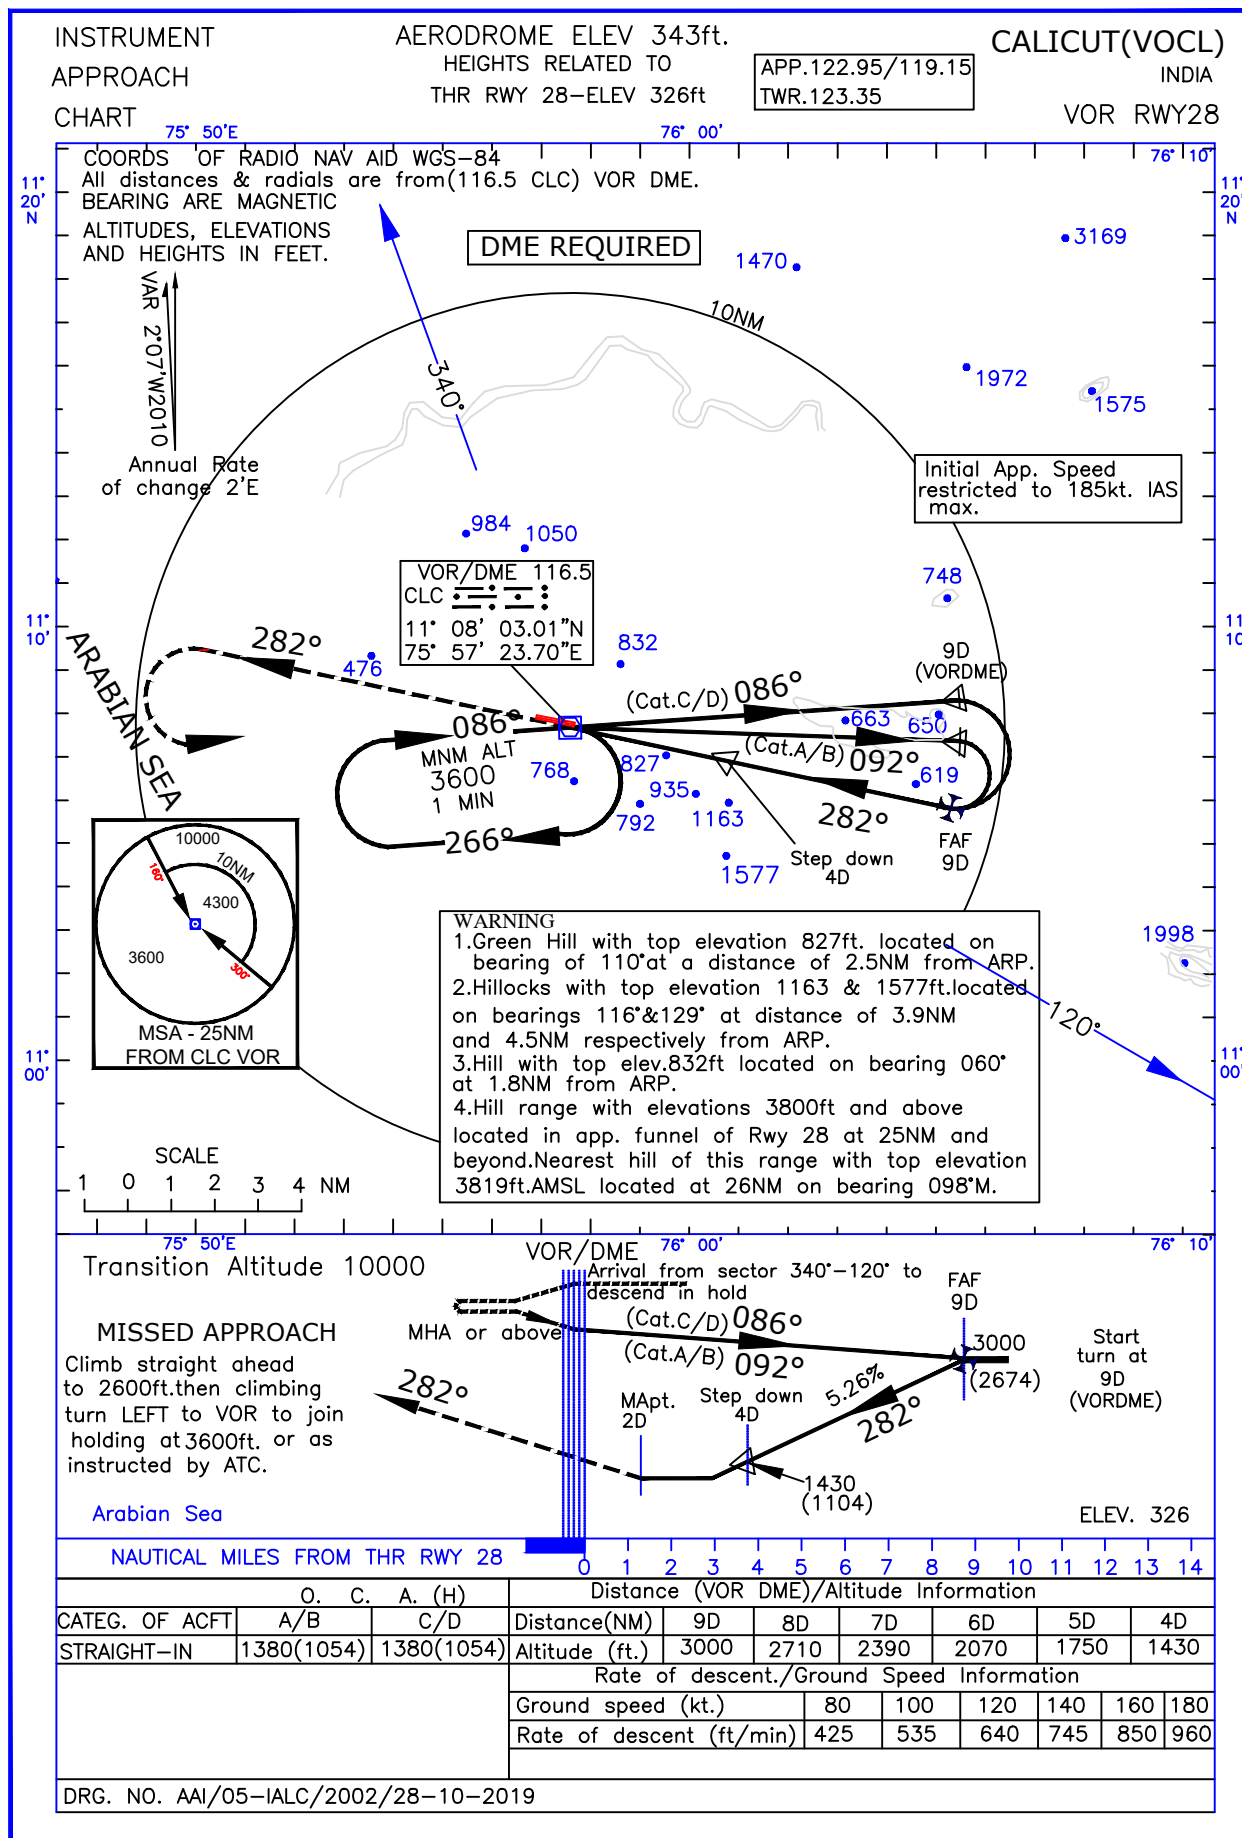 INSTRUMENT
APPROACH
CHART
AERODROME ELEV 343ft.
HEIGHTS RELATED TO
THR RWY 28-ELEV 326ft
APP.122.95/119.15
TWR.123.35
CALICUT(VOCL)
INDIA
VOR RWY28
75° 50'E
76° 00'
76° 10'
11°
20'
N
11°
20'
N
COORDS OF RADIO NAV AID WGS-84
All distances & radials are from(116.5 CLC) VOR DME.
BEARING ARE MAGNETIC
ALTITUDES, ELEVATIONS
AND HEIGHTS IN FEET.
DME REQUIRED
VAR 2°07'W2010
Annual Rate
of change 2'E
340°
10NM
3169
1470
1972
1575
Initial App. Speed
restricted to 185kt. IAS
max.
984
1050
748
VOR/DME 116.5
CLC
11° 08' 03.01"N
75° 57' 23.70"E
11°
10'
11°
10'
ARABIAN SEA
282°
476
832
9D
(VORDME)
(Cat.C/D) 086°
663
650
086°
MNM ALT
3600
1 MIN
266°
(Cat.A/B) 092°
827
768
935
792
1163
619
282°
1577
Step down
4D
FAF
9D
10000
10NM
160°
4300
3600
300°
MSA - 25NM
FROM CLC VOR
1998
120°
WARNING
1.Green Hill with top elevation 827ft. located on
bearing of 110°at a distance of 2.5NM from ARP.
2.Hillocks with top elevation 1163 & 1577ft.located
on bearings 116°&129° at distance of 3.9NM
and 4.5NM respectively from ARP.
3.Hill with top elev.832ft located on bearing 060°
at 1.8NM from ARP.
4.Hill range with elevations 3800ft and above
located in app. funnel of Rwy 28 at 25NM and
beyond.Nearest hill of this range with top elevation
3819ft.AMSL located at 26NM on bearing 098°M.
11°
00'
11°
00'
SCALE
1 0 1 2 3 4 NM
75° 50'E
76° 00'
76° 10'
Transition Altitude 10000
VOR/DME
Arrival from sector 340°-120° to
descend in hold
MHA or above
(Cat.C/D) 086°
(Cat.A/B) 092°
FAF
9D
3000
(2674)
Start
turn at
9D
(VORDME)
MISSED APPROACH
Climb straight ahead
to 2600ft.then climbing
turn LEFT to VOR to join
holding at 3600ft. or as
instructed by ATC.
282°
MApt.
2D
Step down
4D
5.26%
282°
1430
(1104)
Arabian Sea
ELEV. 326
NAUTICAL MILES FROM THR RWY 28
0 1 2 3 4 5 6 7 8 9 10 11 12 13 14
O. C. A. (H)
CATEG. OF ACFT A/B C/D
STRAIGHT-IN 1380(1054) 1380(1054)
Distance (VOR DME)/Altitude Information
Distance(NM) 9D 8D 7D 6D 5D 4D
Altitude (ft.) 3000 2710 2390 2070 1750 1430
Rate of descent./Ground Speed Information
Ground speed (kt.) 80 100 120 140 160 180
Rate of descent (ft/min) 425 535 640 745 850 960
DRG. NO. AAI/05-IALC/2002/28-10-2019